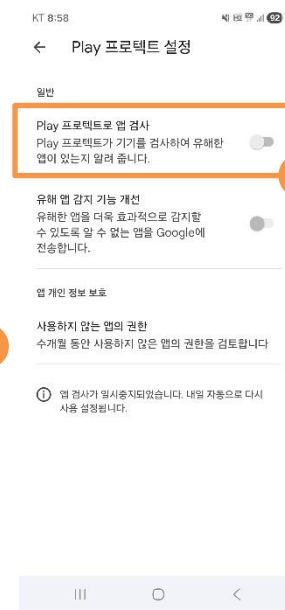 KT 8:58 92
Play 프로텍트 설정
일반
Play 프로텍트로 앱 검사
Play 프로텍트가 기기를 검사하여 유해한
앱이 있는지 알려 줍니다.
유해 앱 감지 기능 개선
유해한 앱을 더욱 효과적으로 감지할
수 있도록 알 수 없는 앱을 Google에
전송합니다.
앱 개인 정보 보호
사용하지 않는 앱의 권한
수개월 동안 사용하지 않은 앱의 권한을 검토합니다
앱 검사가 일시중지되었습니다. 내일 자동으로 다시
사용 설정됩니다.